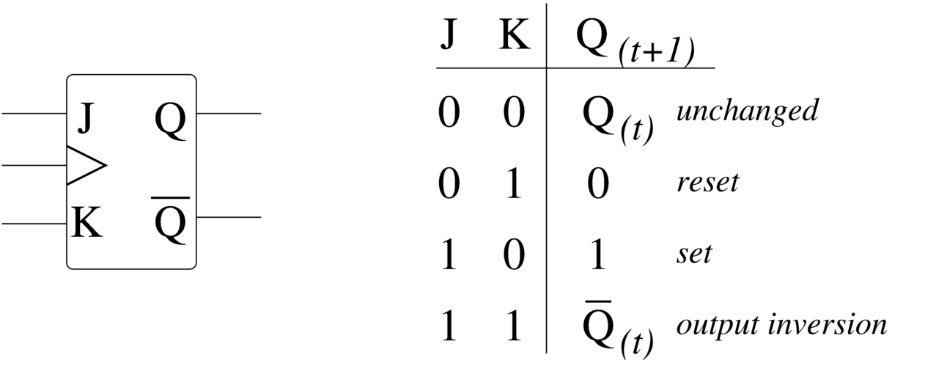 J Q
K Q̅
J K Q (t+1)
0 0 Q (t) unchanged
0 1 0 reset
1 0 1 set
1 1 Q̅ (t) output inversion